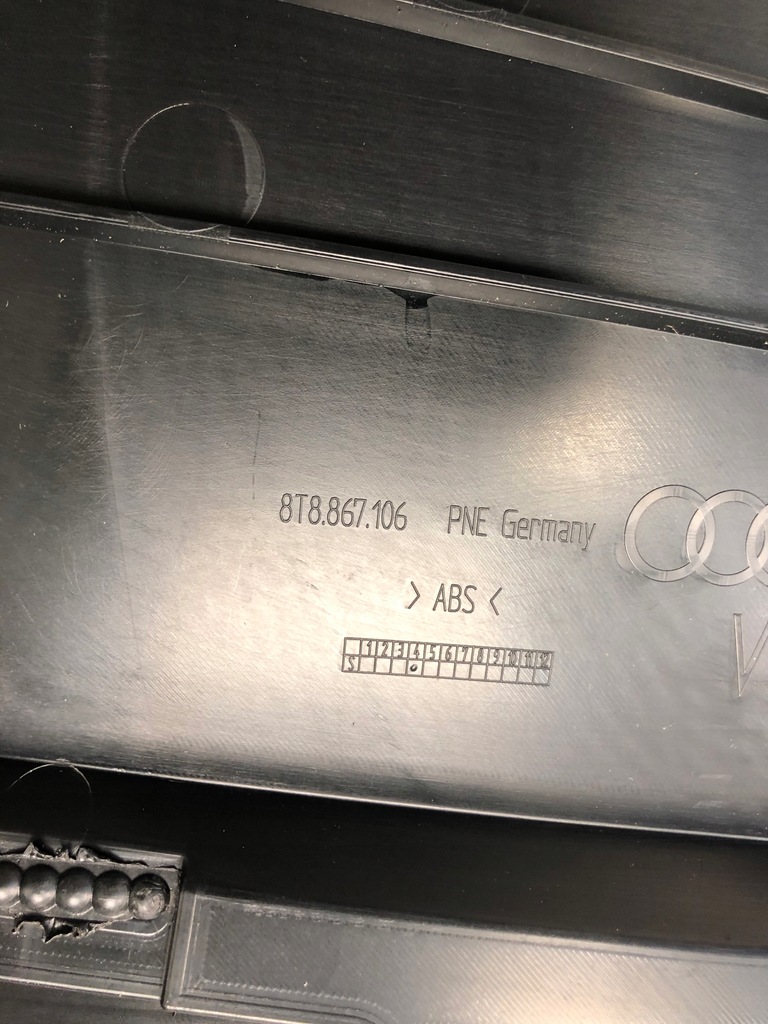 8T8.867.106 PNE Germany
> ABS <
1 2 3 4 5 6 7 8 9 10 11 12
S